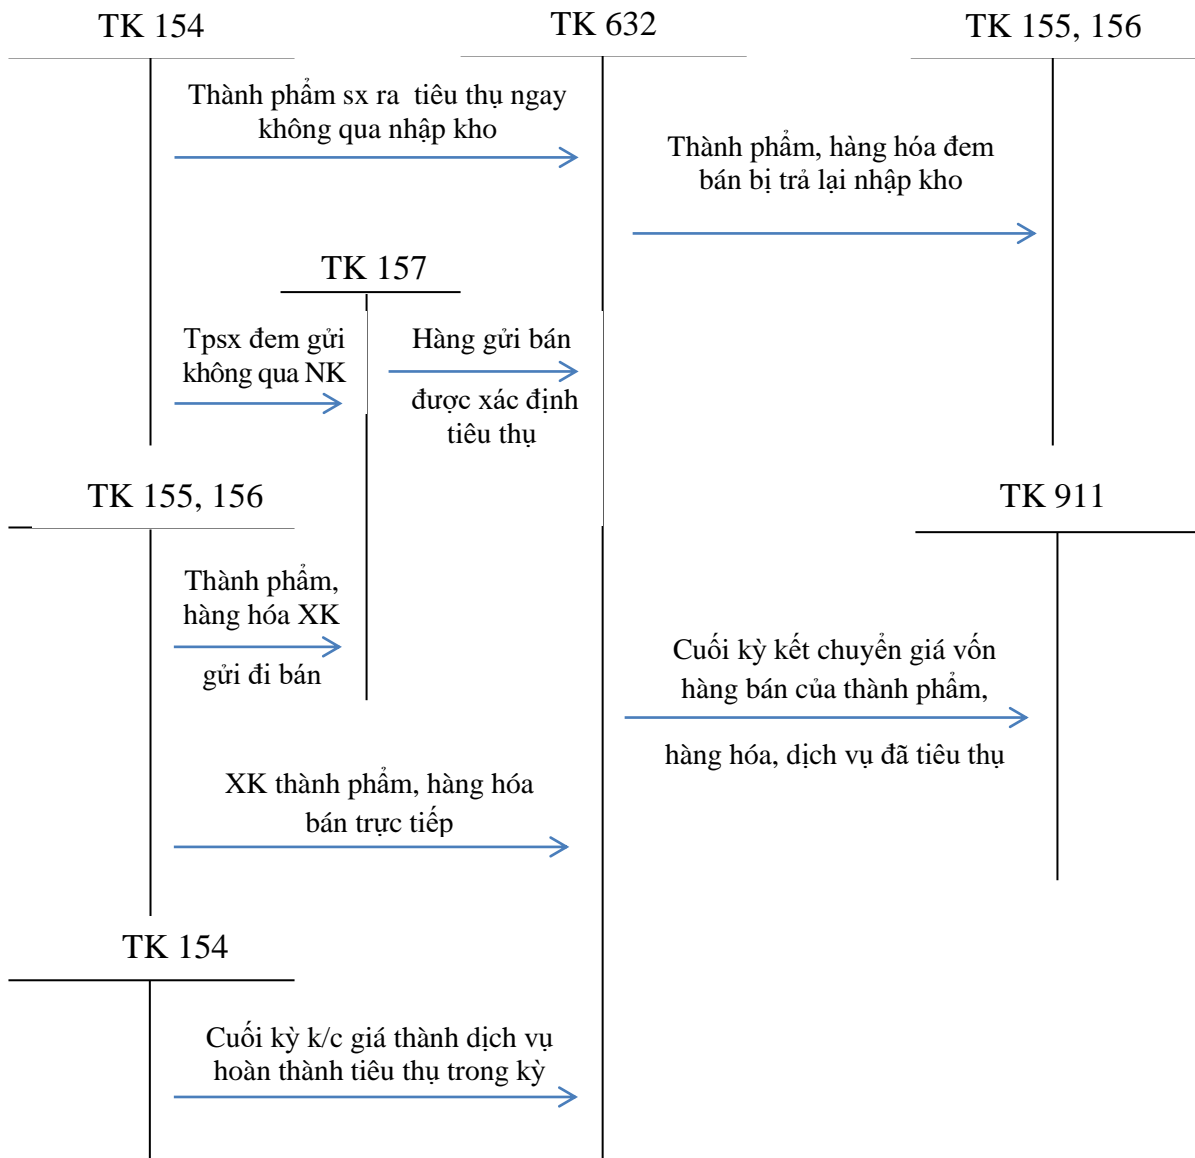 TK 154
TK 632
TK 155, 156
Thành phẩm sx ra tiêu thụ ngay
không qua nhập kho
Thành phẩm, hàng hóa đem
bán bị trả lại nhập kho
TK 157
Tpsx đem gửi
không qua NK
Hàng gửi bán
được xác định
tiêu thụ
TK 155, 156
TK 911
Thành phẩm,
hàng hóa XK
gửi đi bán
Cuối kỳ kết chuyển giá vốn
hàng bán của thành phẩm,
hàng hóa, dịch vụ đã tiêu thụ
XK thành phẩm, hàng hóa
bán trực tiếp
TK 154
Cuối kỳ k/c giá thành dịch vụ
hoàn thành tiêu thụ trong kỳ